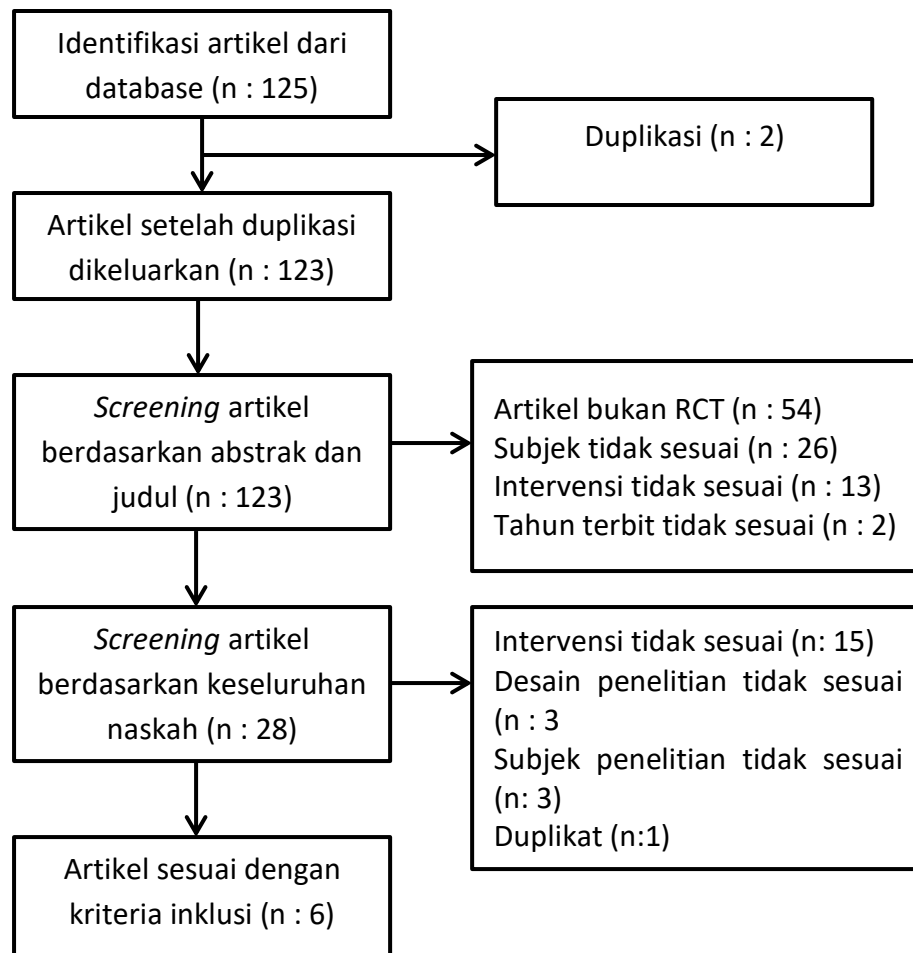 Identifikasi artikel dari
database (n : 125)
Duplikasi (n : 2)
Artikel setelah duplikasi
dikeluarkan (n : 123)
Screening artikel
berdasarkan abstrak dan
judul (n : 123)
Artikel bukan RCT (n : 54)
Subjek tidak sesuai (n : 26)
Intervensi tidak sesuai (n : 13)
Tahun terbit tidak sesuai (n : 2)
Screening artikel
berdasarkan keseluruhan
naskah (n : 28)
Intervensi tidak sesuai (n: 15)
Desain penelitian tidak sesuai
(n : 3
Subjek penelitian tidak sesuai
(n: 3)
Duplikat (n:1)
Artikel sesuai dengan
kriteria inklusi (n : 6)